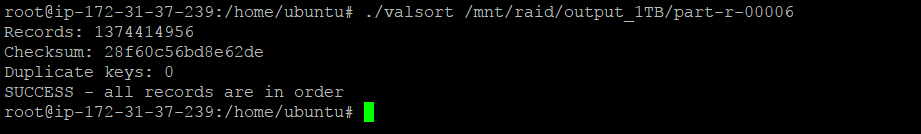 root@ip-172-31-37-239:/home/ubuntu# ./valsort /mnt/raid/output_1TB/part-r-00006
Records: 1374414956
Checksum: 28f60c56bd8e62de
Duplicate keys: 0
SUCCESS - all records are in order
root@ip-172-31-37-239:/home/ubuntu#